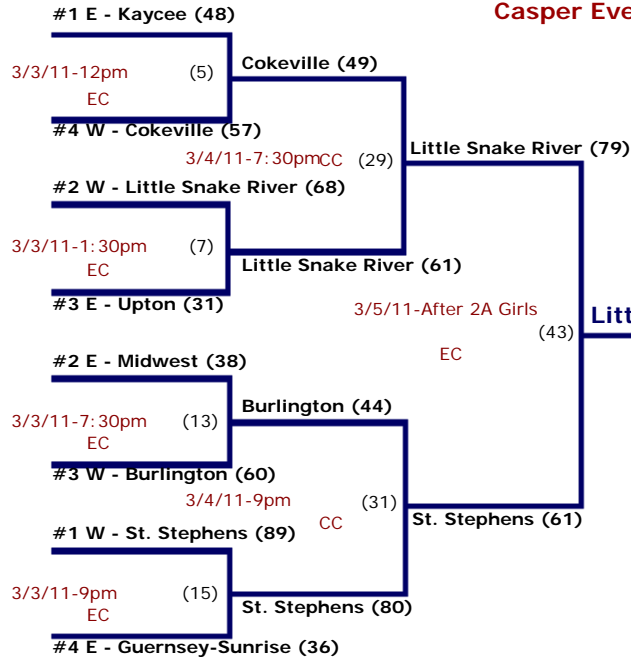 Casper Eve
#1 E - Kaycee (48)
3/3/11-12pm (5)
EC
Cokeville (49)
#4 W - Cokeville (57)
3/4/11-7:30pmCC (29)
Little Snake River (79)
#2 W - Little Snake River (68)
3/3/11-1:30pm (7)
EC
Little Snake River (61)
#3 E - Upton (31)
3/5/11-After 2A Girls
(43)
EC
Litt
#2 E - Midwest (38)
3/3/11-7:30pm (13)
EC
Burlington (44)
#3 W - Burlington (60)
3/4/11-9pm (31)
CC
St. Stephens (61)
#1 W - St. Stephens (89)
3/3/11-9pm (15)
EC
St. Stephens (80)
#4 E - Guernsey-Sunrise (36)